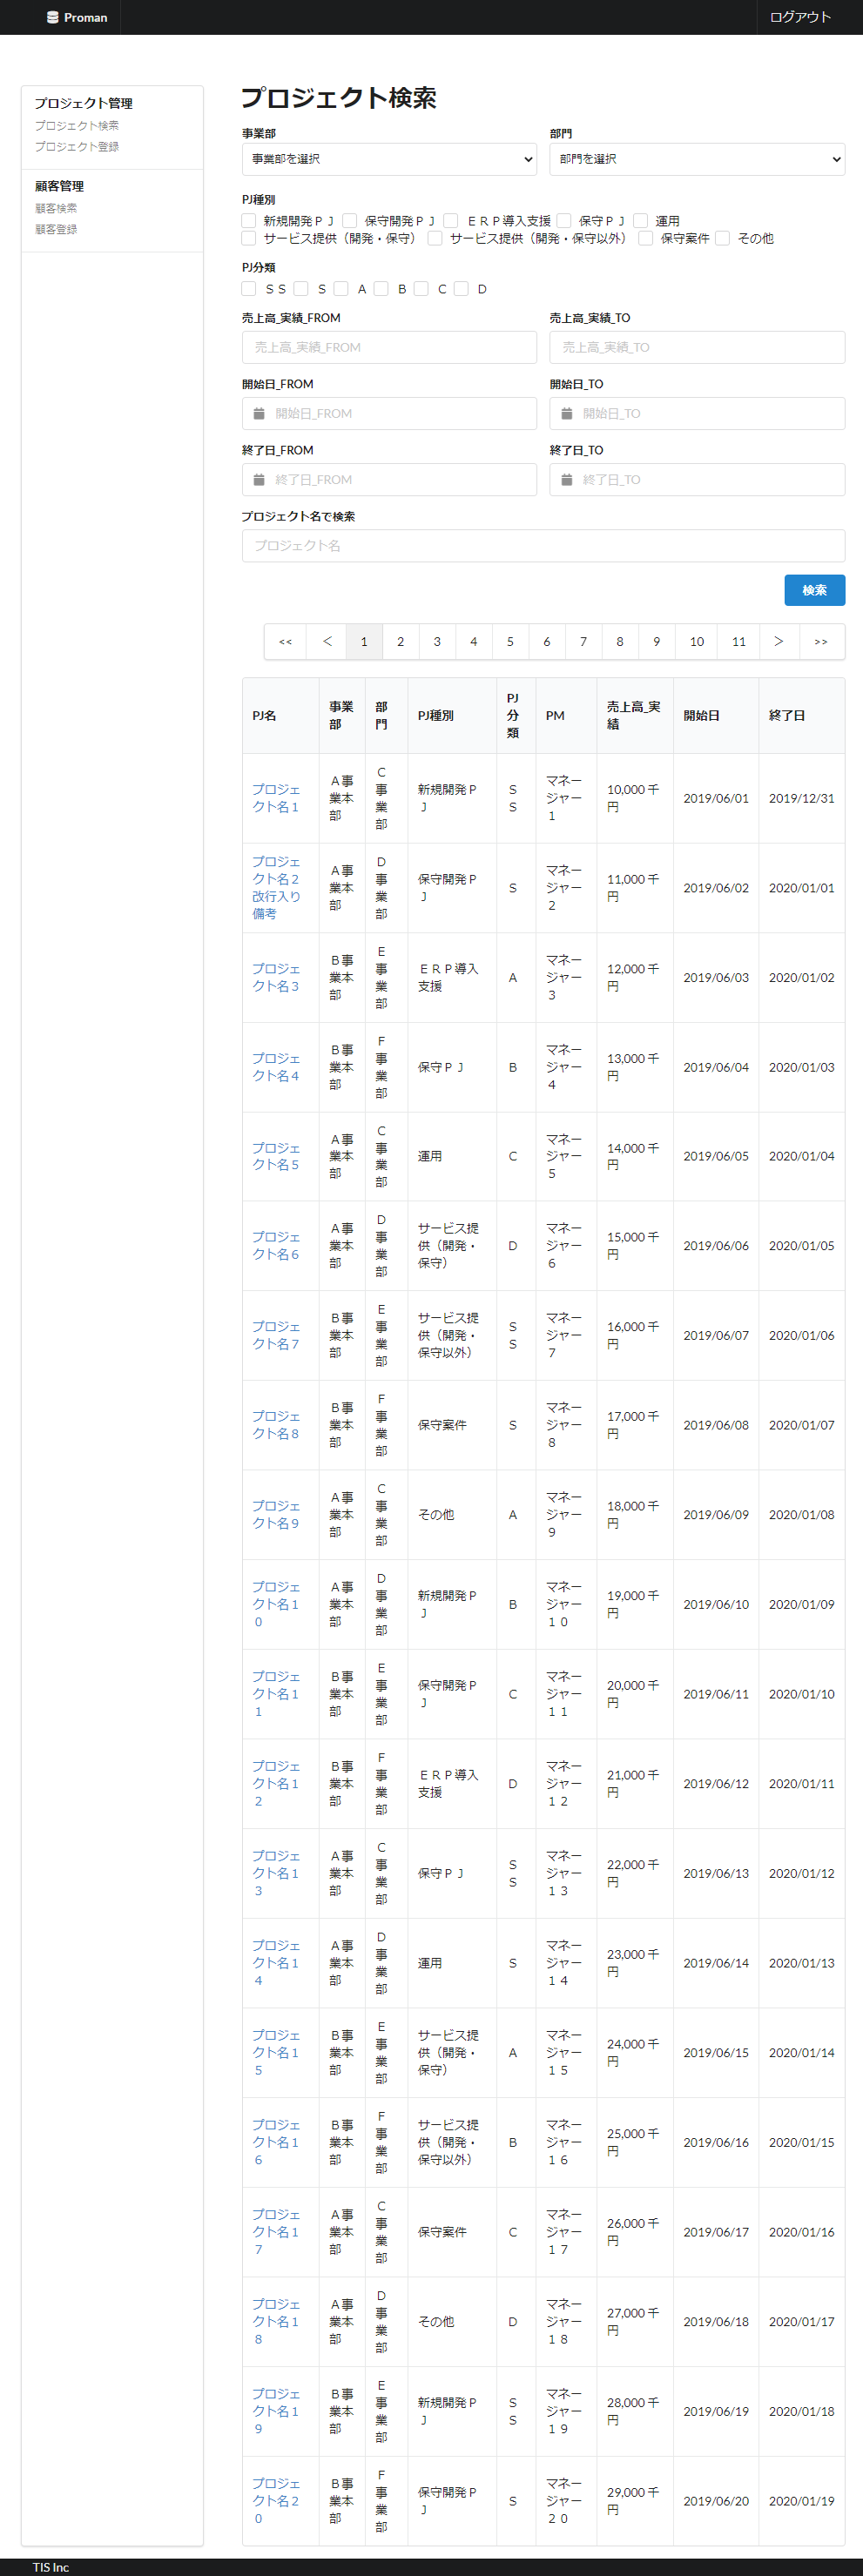 Proman
ログアウト
プロジェクト管理
プロジェクト検索
プロジェクト登録
顧客管理
顧客検索
顧客登録
プロジェクト検索
事業部 部門
事業部を選択 部門を選択
PJ種別
新規開発ＰＪ 保守開発ＰＪ ＥＲＰ導入支援 保守ＰＪ 運用
サービス提供（開発・保守） サービス提供（開発・保守以外） 保守案件 その他
PJ分類
ＳＳ Ｓ Ａ Ｂ Ｃ Ｄ
売上高_実績_FROM 売上高_実績_TO
売上高_実績_FROM 売上高_実績_TO
開始日_FROM 開始日_TO
開始日_FROM 開始日_TO
終了日_FROM 終了日_TO
終了日_FROM 終了日_TO
プロジェクト名で検索
プロジェクト名
検索
<< ＜ 1 2 3 4 5 6 7 8 9 10 11 ＞ >>
PJ名 事業部 部門 PJ種別 PJ分類 PM 売上高_実績 開始日 終了日
プロジェクト名１ Ａ事業本部 Ｃ事業部 新規開発ＰＪ ＳＳ マネージャー１ 10,000 千円 2019/06/01 2019/12/31
プロジェクト名２改行入り備考 Ａ事業本部 Ｄ事業部 保守開発ＰＪ Ｓ マネージャー２ 11,000 千円 2019/06/02 2020/01/01
プロジェクト名３ Ｂ事業本部 Ｅ事業部 ＥＲＰ導入支援 Ａ マネージャー３ 12,000 千円 2019/06/03 2020/01/02
プロジェクト名４ Ｂ事業本部 Ｆ事業部 保守ＰＪ Ｂ マネージャー４ 13,000 千円 2019/06/04 2020/01/03
プロジェクト名５ Ａ事業本部 Ｃ事業部 運用 Ｃ マネージャー５ 14,000 千円 2019/06/05 2020/01/04
プロジェクト名６ Ａ事業本部 Ｄ事業部 サービス提供（開発・保守） Ｄ マネージャー６ 15,000 千円 2019/06/06 2020/01/05
プロジェクト名７ Ｂ事業本部 Ｅ事業部 サービス提供（開発・保守以外） ＳＳ マネージャー７ 16,000 千円 2019/06/07 2020/01/06
プロジェクト名８ Ｂ事業本部 Ｆ事業部 保守案件 Ｓ マネージャー８ 17,000 千円 2019/06/08 2020/01/07
プロジェクト名９ Ａ事業本部 Ｃ事業部 その他 Ａ マネージャー９ 18,000 千円 2019/06/09 2020/01/08
プロジェクト名１０ Ａ事業本部 Ｄ事業部 新規開発ＰＪ Ｂ マネージャー１０ 19,000 千円 2019/06/10 2020/01/09
プロジェクト名１１ Ｂ事業本部 Ｅ事業部 保守開発ＰＪ Ｃ マネージャー１１ 20,000 千円 2019/06/11 2020/01/10
プロジェクト名１２ Ｂ事業本部 Ｆ事業部 ＥＲＰ導入支援 Ｄ マネージャー１２ 21,000 千円 2019/06/12 2020/01/11
プロジェクト名１３ Ａ事業本部 Ｃ事業部 保守ＰＪ ＳＳ マネージャー１３ 22,000 千円 2019/06/13 2020/01/12
プロジェクト名１４ Ａ事業本部 Ｄ事業部 運用 Ｓ マネージャー１４ 23,000 千円 2019/06/14 2020/01/13
プロジェクト名１５ Ｂ事業本部 Ｅ事業部 サービス提供（開発・保守） Ａ マネージャー１５ 24,000 千円 2019/06/15 2020/01/14
プロジェクト名１６ Ｂ事業本部 Ｆ事業部 サービス提供（開発・保守以外） Ｂ マネージャー１６ 25,000 千円 2019/06/16 2020/01/15
プロジェクト名１７ Ａ事業本部 Ｃ事業部 保守案件 Ｃ マネージャー１７ 26,000 千円 2019/06/17 2020/01/16
プロジェクト名１８ Ａ事業本部 Ｄ事業部 その他 Ｄ マネージャー１８ 27,000 千円 2019/06/18 2020/01/17
プロジェクト名１９ Ｂ事業本部 Ｅ事業部 新規開発ＰＪ ＳＳ マネージャー１９ 28,000 千円 2019/06/19 2020/01/18
プロジェクト名２０ Ｂ事業本部 Ｆ事業部 保守開発ＰＪ Ｓ マネージャー２０ 29,000 千円 2019/06/20 2020/01/19
TIS Inc